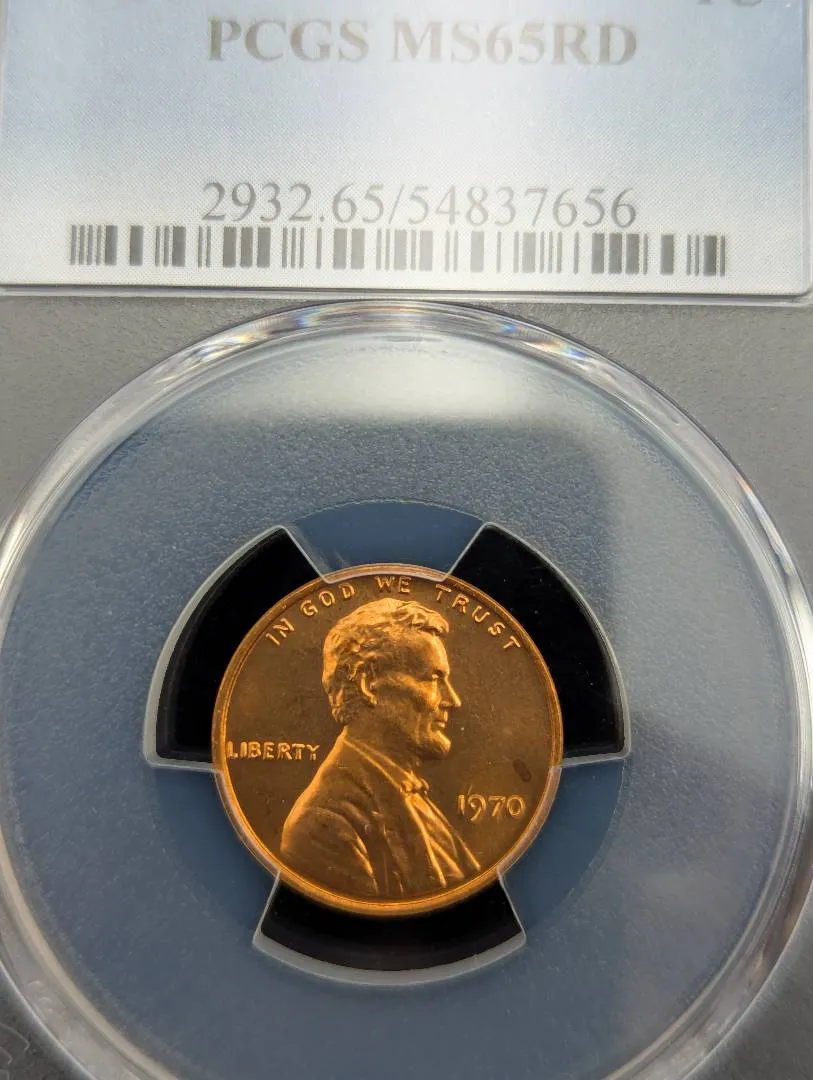 PCGS MS65RD
2932.65/54837656
IN GOD WE TRUST
LIBERTY
1970